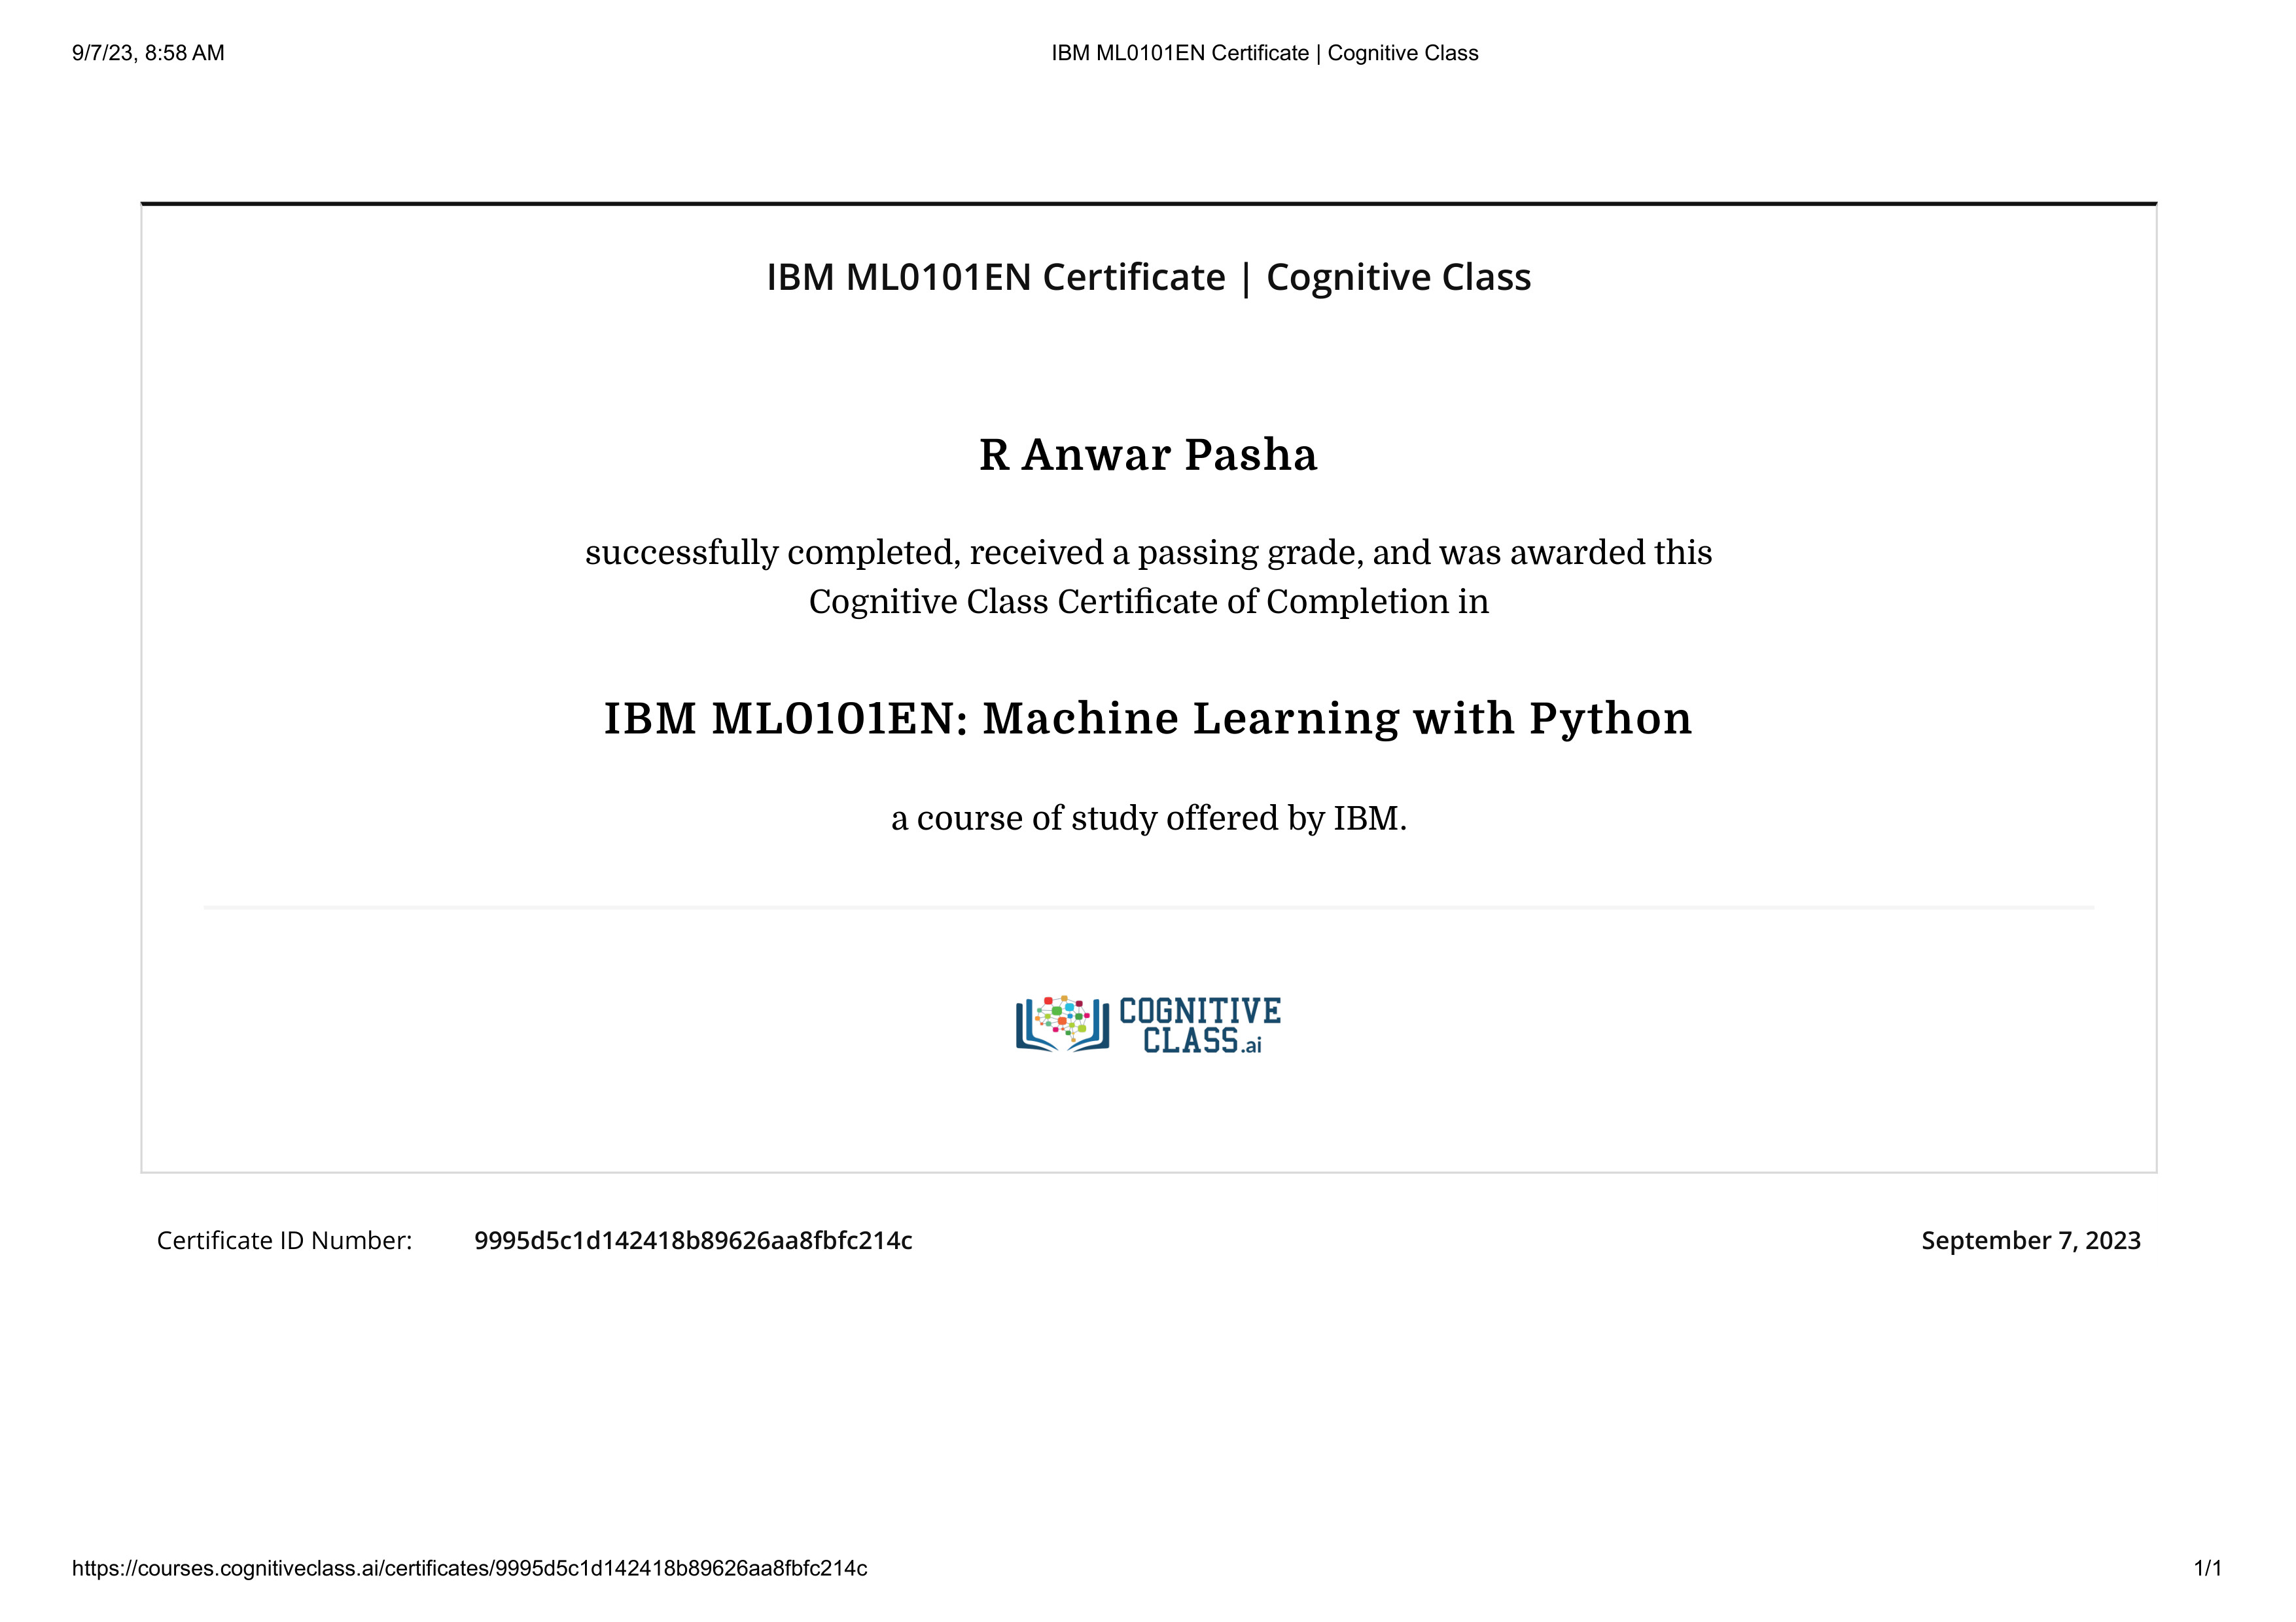 9/7/23, 8:58 AM
IBM ML0101EN Certificate | Cognitive Class
IBM ML0101EN Certificate | Cognitive Class
R Anwar Pasha
successfully completed, received a passing grade, and was awarded this
Cognitive Class Certificate of Completion in
IBM ML0101EN: Machine Learning with Python
a course of study offered by IBM.
COGNITIVE
CLASS.ai
Certificate ID Number: 9995d5c1d142418b89626aa8fbfc214c
September 7, 2023
https://courses.cognitiveclass.ai/certificates/9995d5c1d142418b89626aa8fbfc214c
1/1